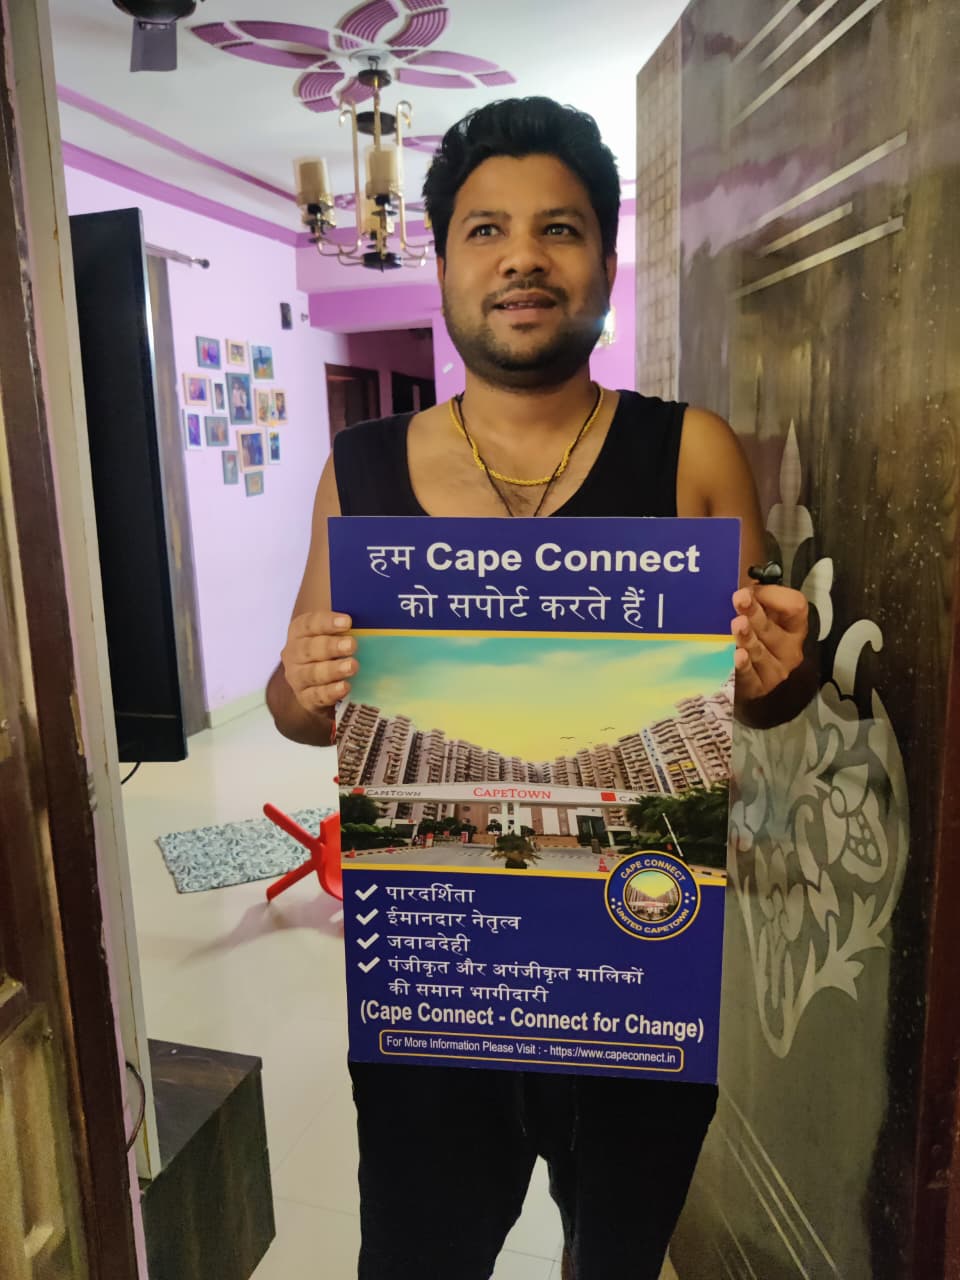 हम Cape Connect
को सपोर्ट करते हैं |
CAPETOWN
CAPETOWN
CA
CAPE CONNECT
UNITED CAPETOWN
पारदर्शिता
ईमानदार नेतृत्व
जवाबदेही
पंजीकृत और अपंजीकृत मालिकों
की समान भागीदारी
(Cape Connect - Connect for Change)
For More Information Please Visit : - https://www.capeconnect.in